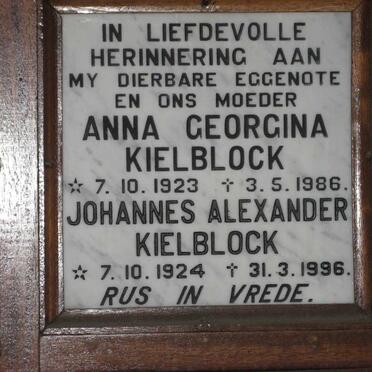 IN LIEFDEVOLLE
HERINNERING AAN
MY DIERBARE EGGENOTE
EN ONS MOEDER
ANNA GEORGINA
KIELBLOCK
☆ 7.10.1923 † 3.5.1986.
JOHANNES ALEXANDER
KIELBLOCK
☆ 7.10.1924 † 31.3.1996.
RUS IN VREDE.